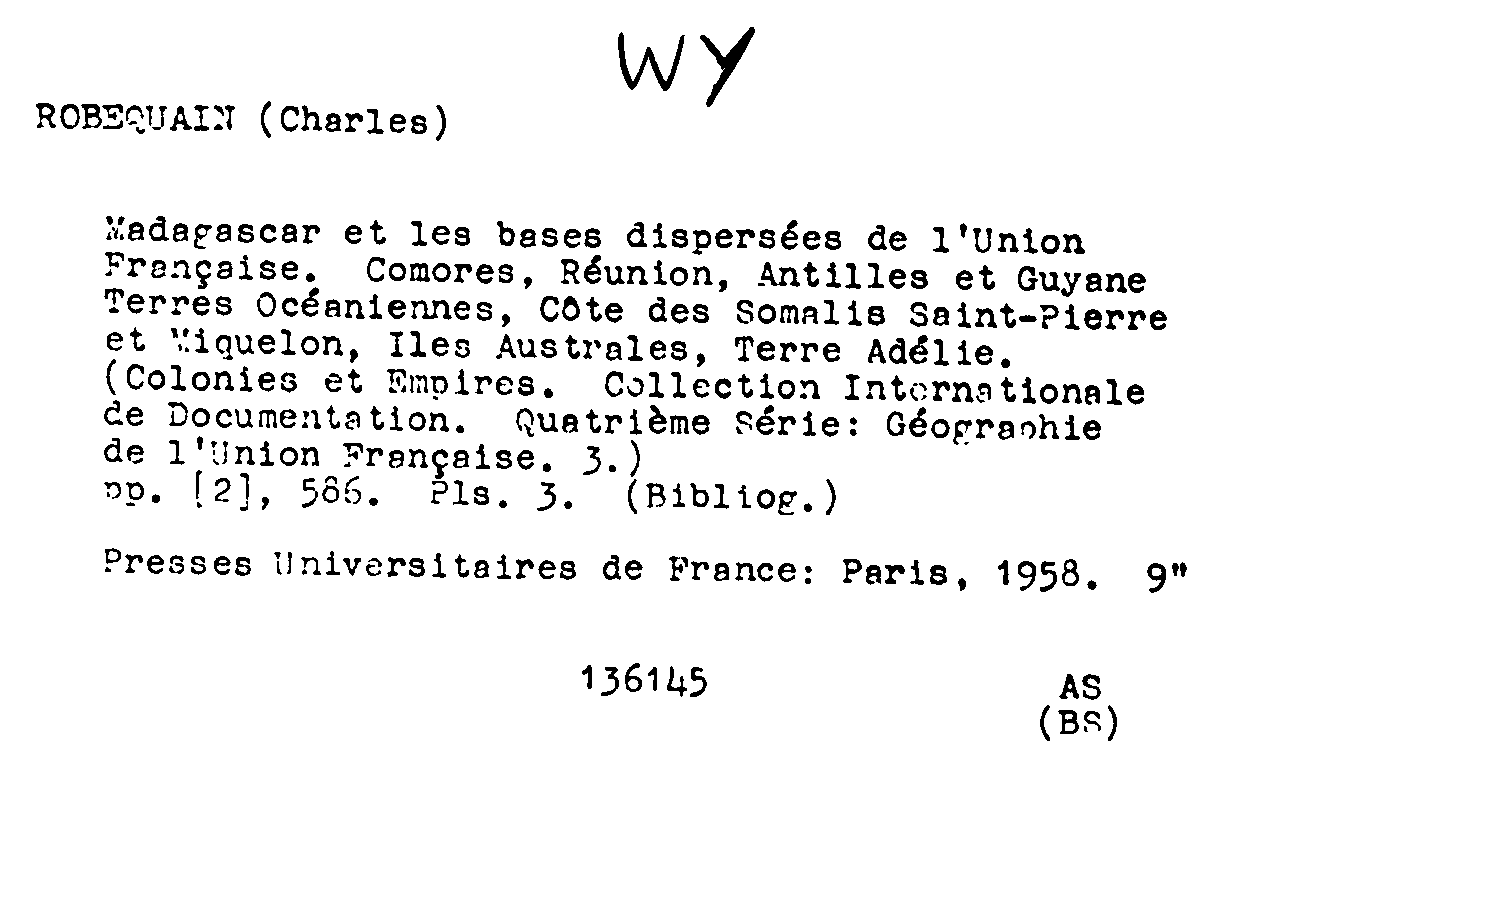 WY
ROBEQUAIN (Charles)
Madagascar et les bases dispersées de l'Union
Française. Comores, Réunion, Antilles et Guyane
Terres Océaniennes, Côte des Somalis Saint-Pierre
et Miquelon, Iles Australes, Terre Adélie.
(Colonies et Empires. Collection Internationale
de Documentation. Quatrième Série: Géographie
de l'Union Française. 3.)
pp. [2], 586. Pls. 3. (Bibliog.)
Presses Universitaires de France: Paris, 1958. 9"
136145
AS
(BS)